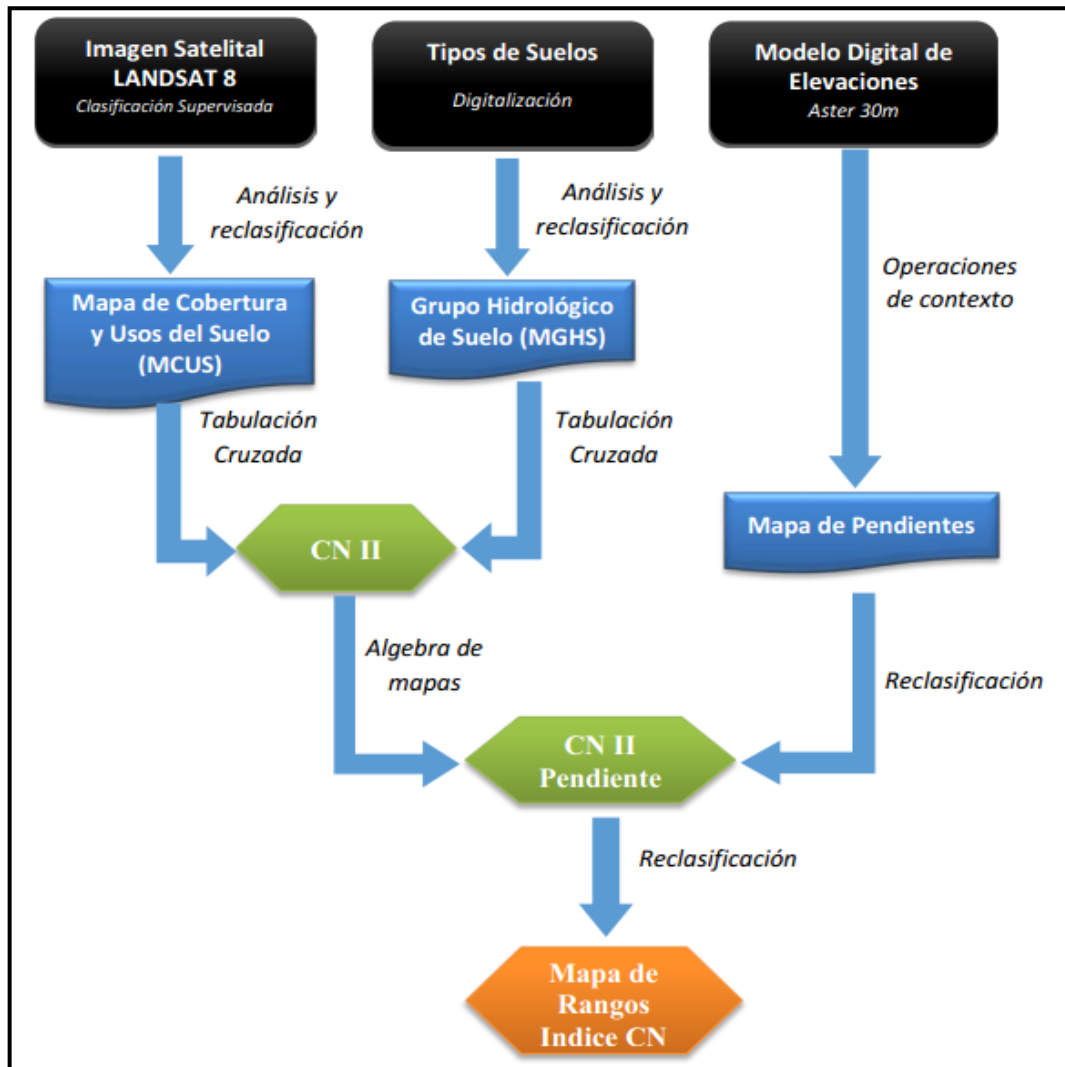 Imagen Satelital
LANDSAT 8
Clasificación Supervisada
Tipos de Suelos
Digitalización
Modelo Digital de
Elevaciones
Aster 30m
Análisis y
reclasificación
Análisis y
reclasificación
Operaciones
de contexto
Mapa de Cobertura
y Usos del Suelo
(MCUS)
Grupo Hidrológico
de Suelo (MGHS)
Tabulación
Cruzada
Tabulación
Cruzada
Mapa de Pendientes
CN II
Algebra de
mapas
Reclasificación
CN II
Pendiente
Reclasificación
Mapa de
Rangos
Indice CN